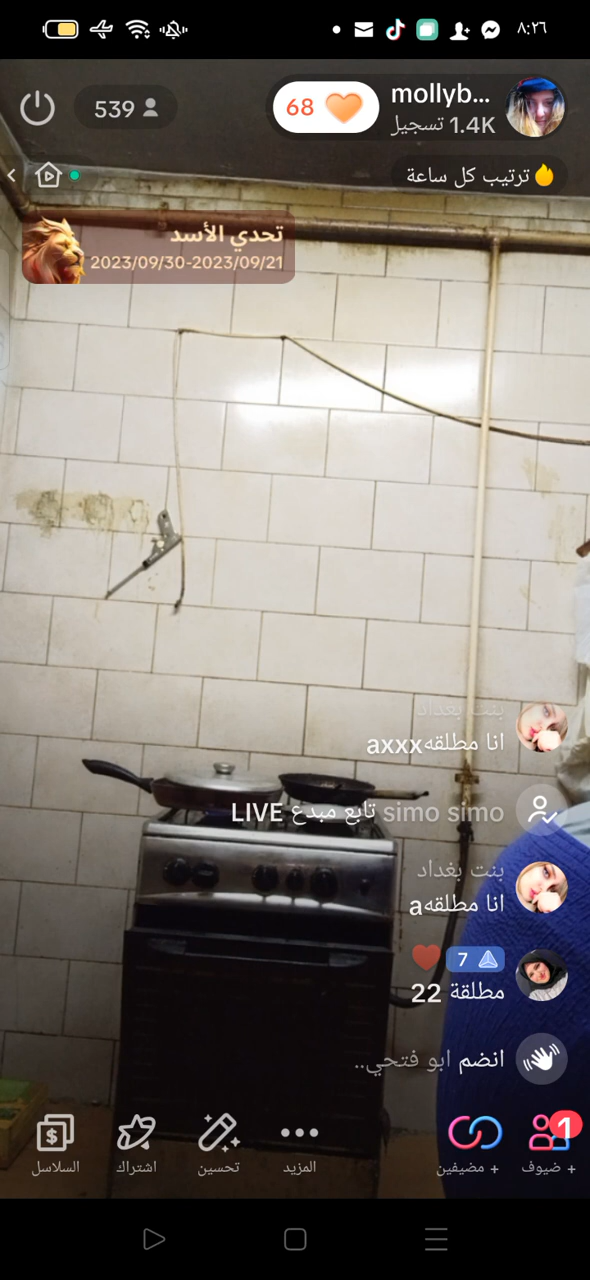 ٨:٢٦
mollyb...
1.4K تسجيل
68
539
ترتيب كل ساعة
تحدي الأسد
2023/09/30-2023/09/21
بنت بغداد
انا مطلقهaxxx
simo simo تابع مبدع LIVE
بنت بغداد
انا مطلقهa
7
مطلقة 22
انضم ابو فتحي..
1
+ ضيوف
+ مضيفين
المزيد
تحسين
اشتراك
السلاسل